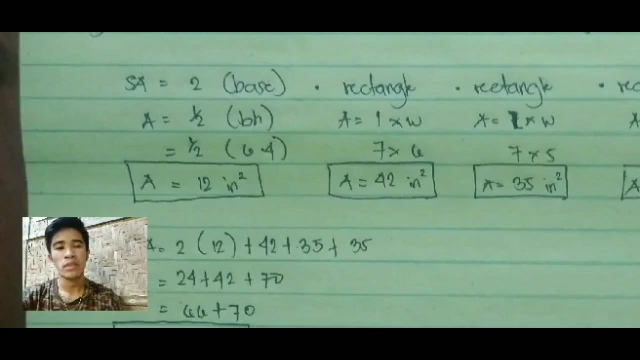 SA = 2 (base) • rectangle • rectangle • rec
A = 1/2 (bh) A = l x w A = l x w A
= 1/2 (6·4) 7 x 6 7 x 5
A = 12 in² A = 42 in² A = 35 in² A
A = 2 (12) + 42 + 35 + 35
= 24 + 42 + 70
= 66 + 70